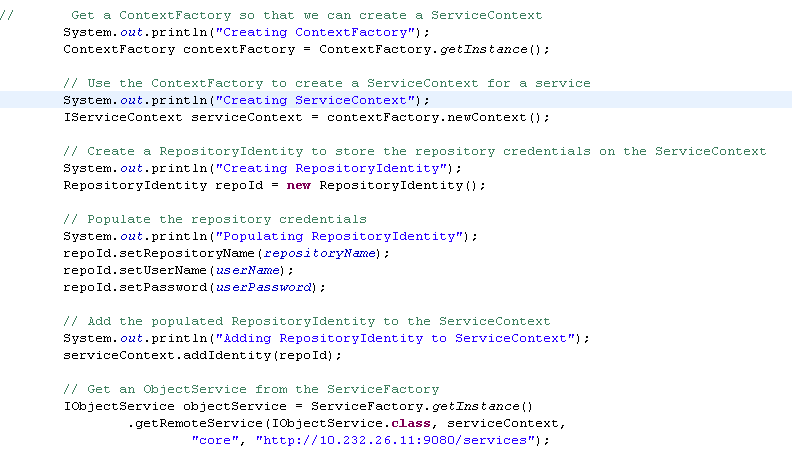 //       Get a ContextFactory so that we can create a ServiceContext
        System.out.println("Creating ContextFactory");
        ContextFactory contextFactory = ContextFactory.getInstance();

        // Use the ContextFactory to create a ServiceContext for a service
        System.out.println("Creating ServiceContext");
        IServiceContext serviceContext = contextFactory.newContext();

        // Create a RepositoryIdentity to store the repository credentials on the ServiceContext
        System.out.println("Creating RepositoryIdentity");
        RepositoryIdentity repoId = new RepositoryIdentity();

        // Populate the repository credentials
        System.out.println("Populating RepositoryIdentity");
        repoId.setRepositoryName(repositoryName);
        repoId.setUserName(userName);
        repoId.setPassword(userPassword);

        // Add the populated RepositoryIdentity to the ServiceContext
        System.out.println("Adding RepositoryIdentity to ServiceContext");
        serviceContext.addIdentity(repoId);

        // Get an ObjectService from the ServiceFactory
        IObjectService objectService = ServiceFactory.getInstance()
                .getRemoteService(IObjectService.class, serviceContext,
                        "core", "http://10.232.26.11:9080/services");